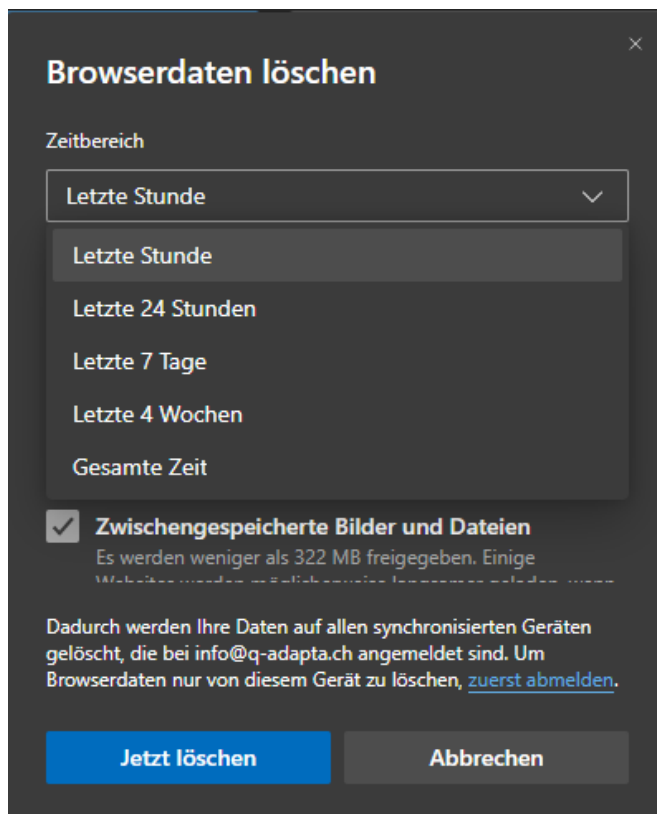 Browserdaten löschen
Zeitbereich
Letzte Stunde
Letzte Stunde
Letzte 24 Stunden
Letzte 7 Tage
Letzte 4 Wochen
Gesamte Zeit
Zwischengespeicherte Bilder und Dateien
Es werden weniger als 322 MB freigegeben. Einige
Dadurch werden Ihre Daten auf allen synchronisierten Geräten
gelöscht, die bei info@q-adapta.ch angemeldet sind. Um
Browserdaten nur von diesem Gerät zu löschen, zuerst abmelden.
Jetzt löschen
Abbrechen